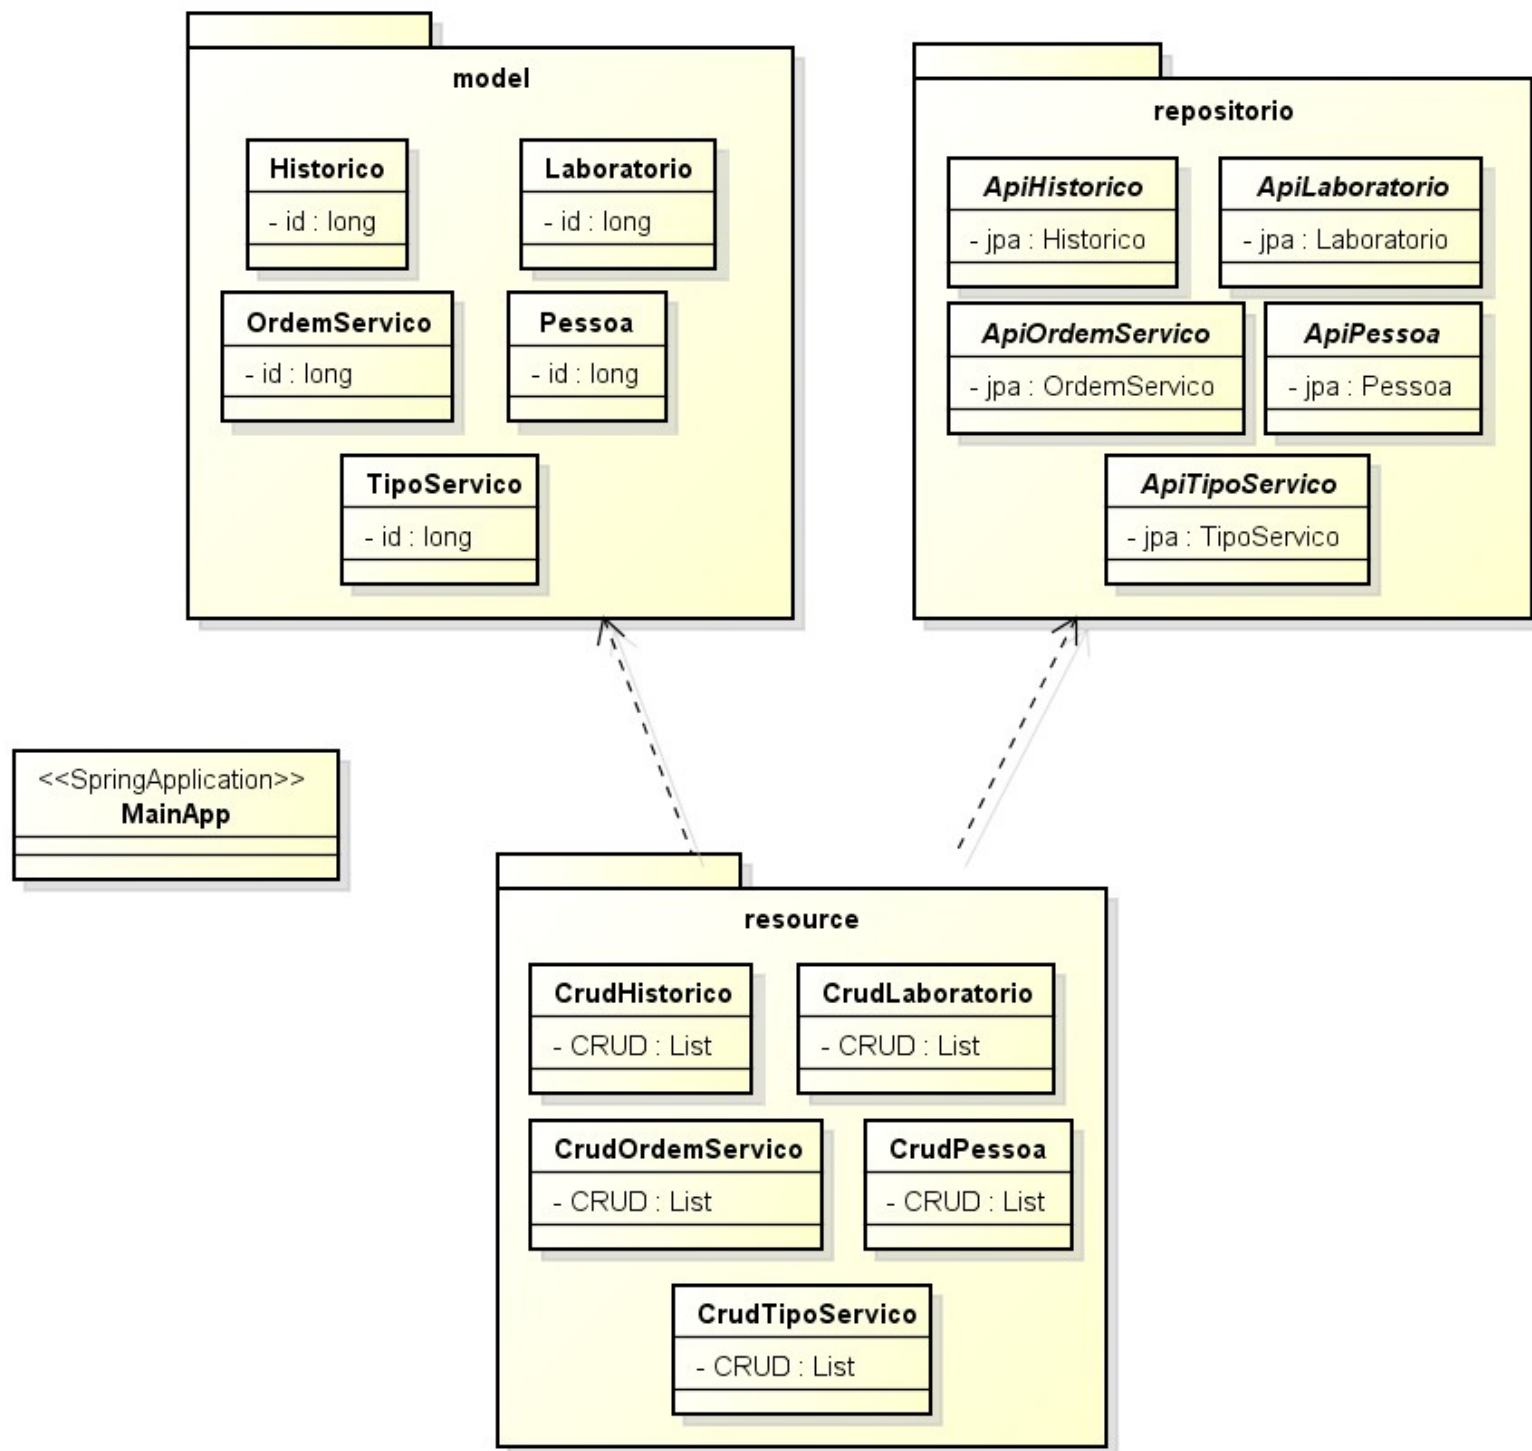 model
Historico
- id : long
Laboratorio
- id : long
OrdemServico
- id : long
Pessoa
- id : long
TipoServico
- id : long
repositorio
ApiHistorico
- jpa : Historico
ApiLaboratorio
- jpa : Laboratorio
ApiOrdemServico
- jpa : OrdemServico
ApiPessoa
- jpa : Pessoa
ApiTipoServico
- jpa : TipoServico
<<SpringApplication>>
MainApp
resource
CrudHistorico
- CRUD : List
CrudLaboratorio
- CRUD : List
CrudOrdemServico
- CRUD : List
CrudPessoa
- CRUD : List
CrudTipoServico
- CRUD : List